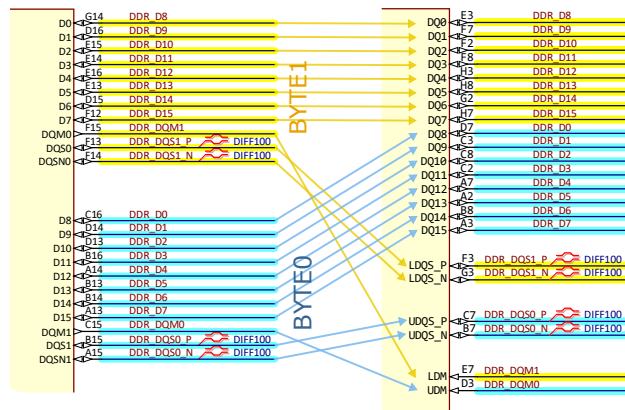 D0 G14 DDR_D8
D1 D16 DDR_D9
D2 E15 DDR_D10
D3 E14 DDR_D11
D4 E16 DDR_D12
D5 E13 DDR_D13
D6 D15 DDR_D14
D7 F12 DDR_D15
DQM0 F15 DDR_DQM1
DQS0 F13 DDR_DQS1_P DIFF100
DQSN0 F14 DDR_DQS1_N DIFF100
D8 C16 DDR_D0
D9 D14 DDR_D1
D10 D13 DDR_D2
D11 B16 DDR_D3
D12 A14 DDR_D4
D13 B13 DDR_D5
D14 B14 DDR_D6
D15 A13 DDR_D7
DQM1 C15 DDR_DQM0
DQS1 B15 DDR_DQS0_P DIFF100
DQSN1 A15 DDR_DQS0_N DIFF100
BYTE1
BYTE0
DQ0 E3 DDR_D8
DQ1 F7 DDR_D9
DQ2 F2 DDR_D10
DQ3 F8 DDR_D11
DQ4 H3 DDR_D12
DQ5 H8 DDR_D13
DQ6 G2 DDR_D14
DQ7 H7 DDR_D15
DQ8 D7 DDR_D0
DQ9 C3 DDR_D1
DQ10 C8 DDR_D2
DQ11 C2 DDR_D3
DQ12 A7 DDR_D4
DQ13 A2 DDR_D5
DQ14 B8 DDR_D6
DQ15 A3 DDR_D7
LDQS_P F3 DDR_DQS1_P DIFF100
LDQS_N G3 DDR_DQS1_N DIFF100
UDQS_P C7 DDR_DQS0_P DIFF100
UDQS_N B7 DDR_DQS0_N DIFF100
LDM E7 DDR_DQM1
UDM D3 DDR_DQM0